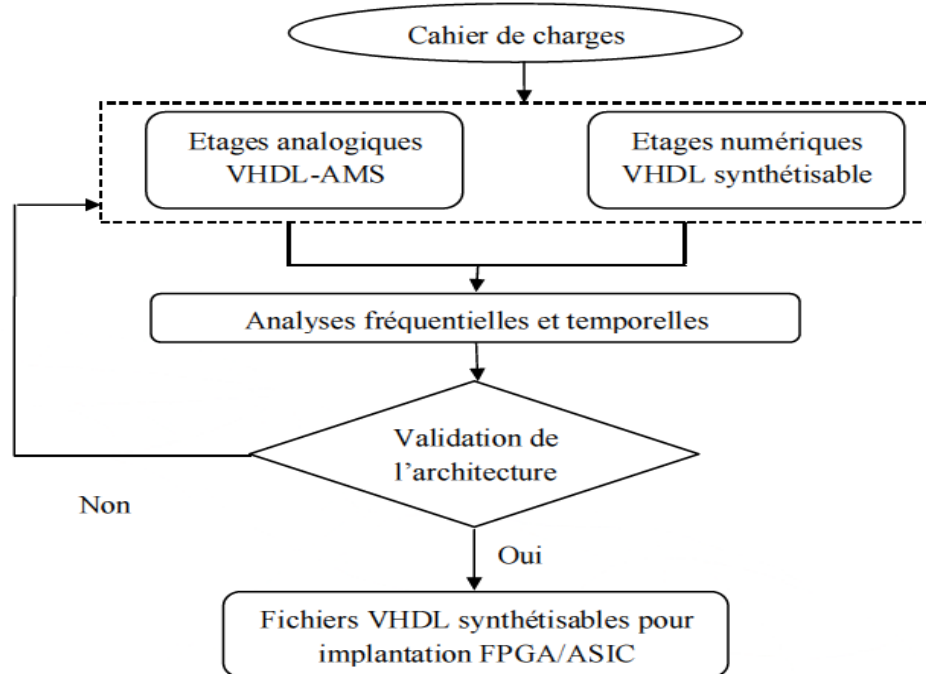 Cahier de charges
Etages analogiques
VHDL-AMS
Etages numériques
VHDL synthétisable
Analyses fréquentielles et temporelles
Validation de
l’architecture
Non
Oui
Fichiers VHDL synthétisables pour
implantation FPGA/ASIC